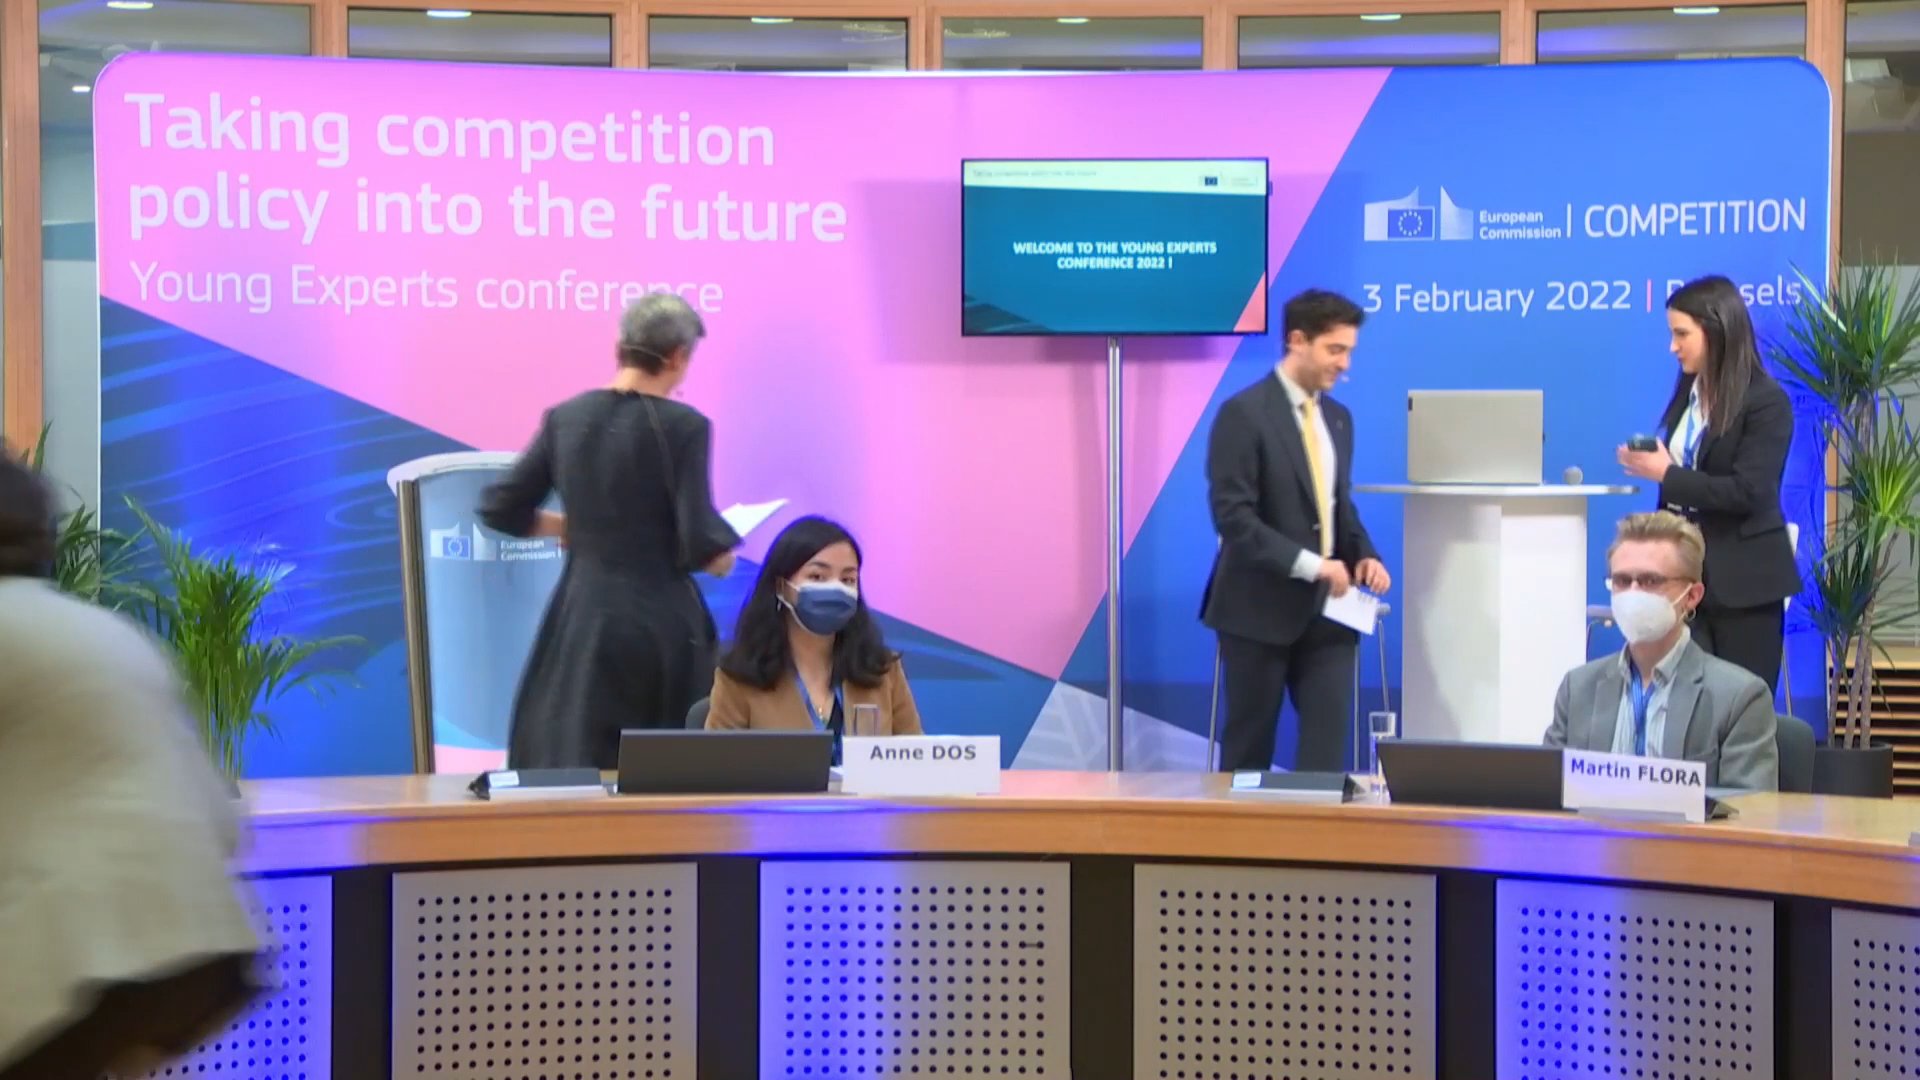 Taking competition
policy into the future
Young Experts conference
WELCOME TO THE YOUNG EXPERTS
CONFERENCE 2022 !
European
Commission
COMPETITION
3 February 2022 |
European
Commission
Anne DOS
Martin FLORA